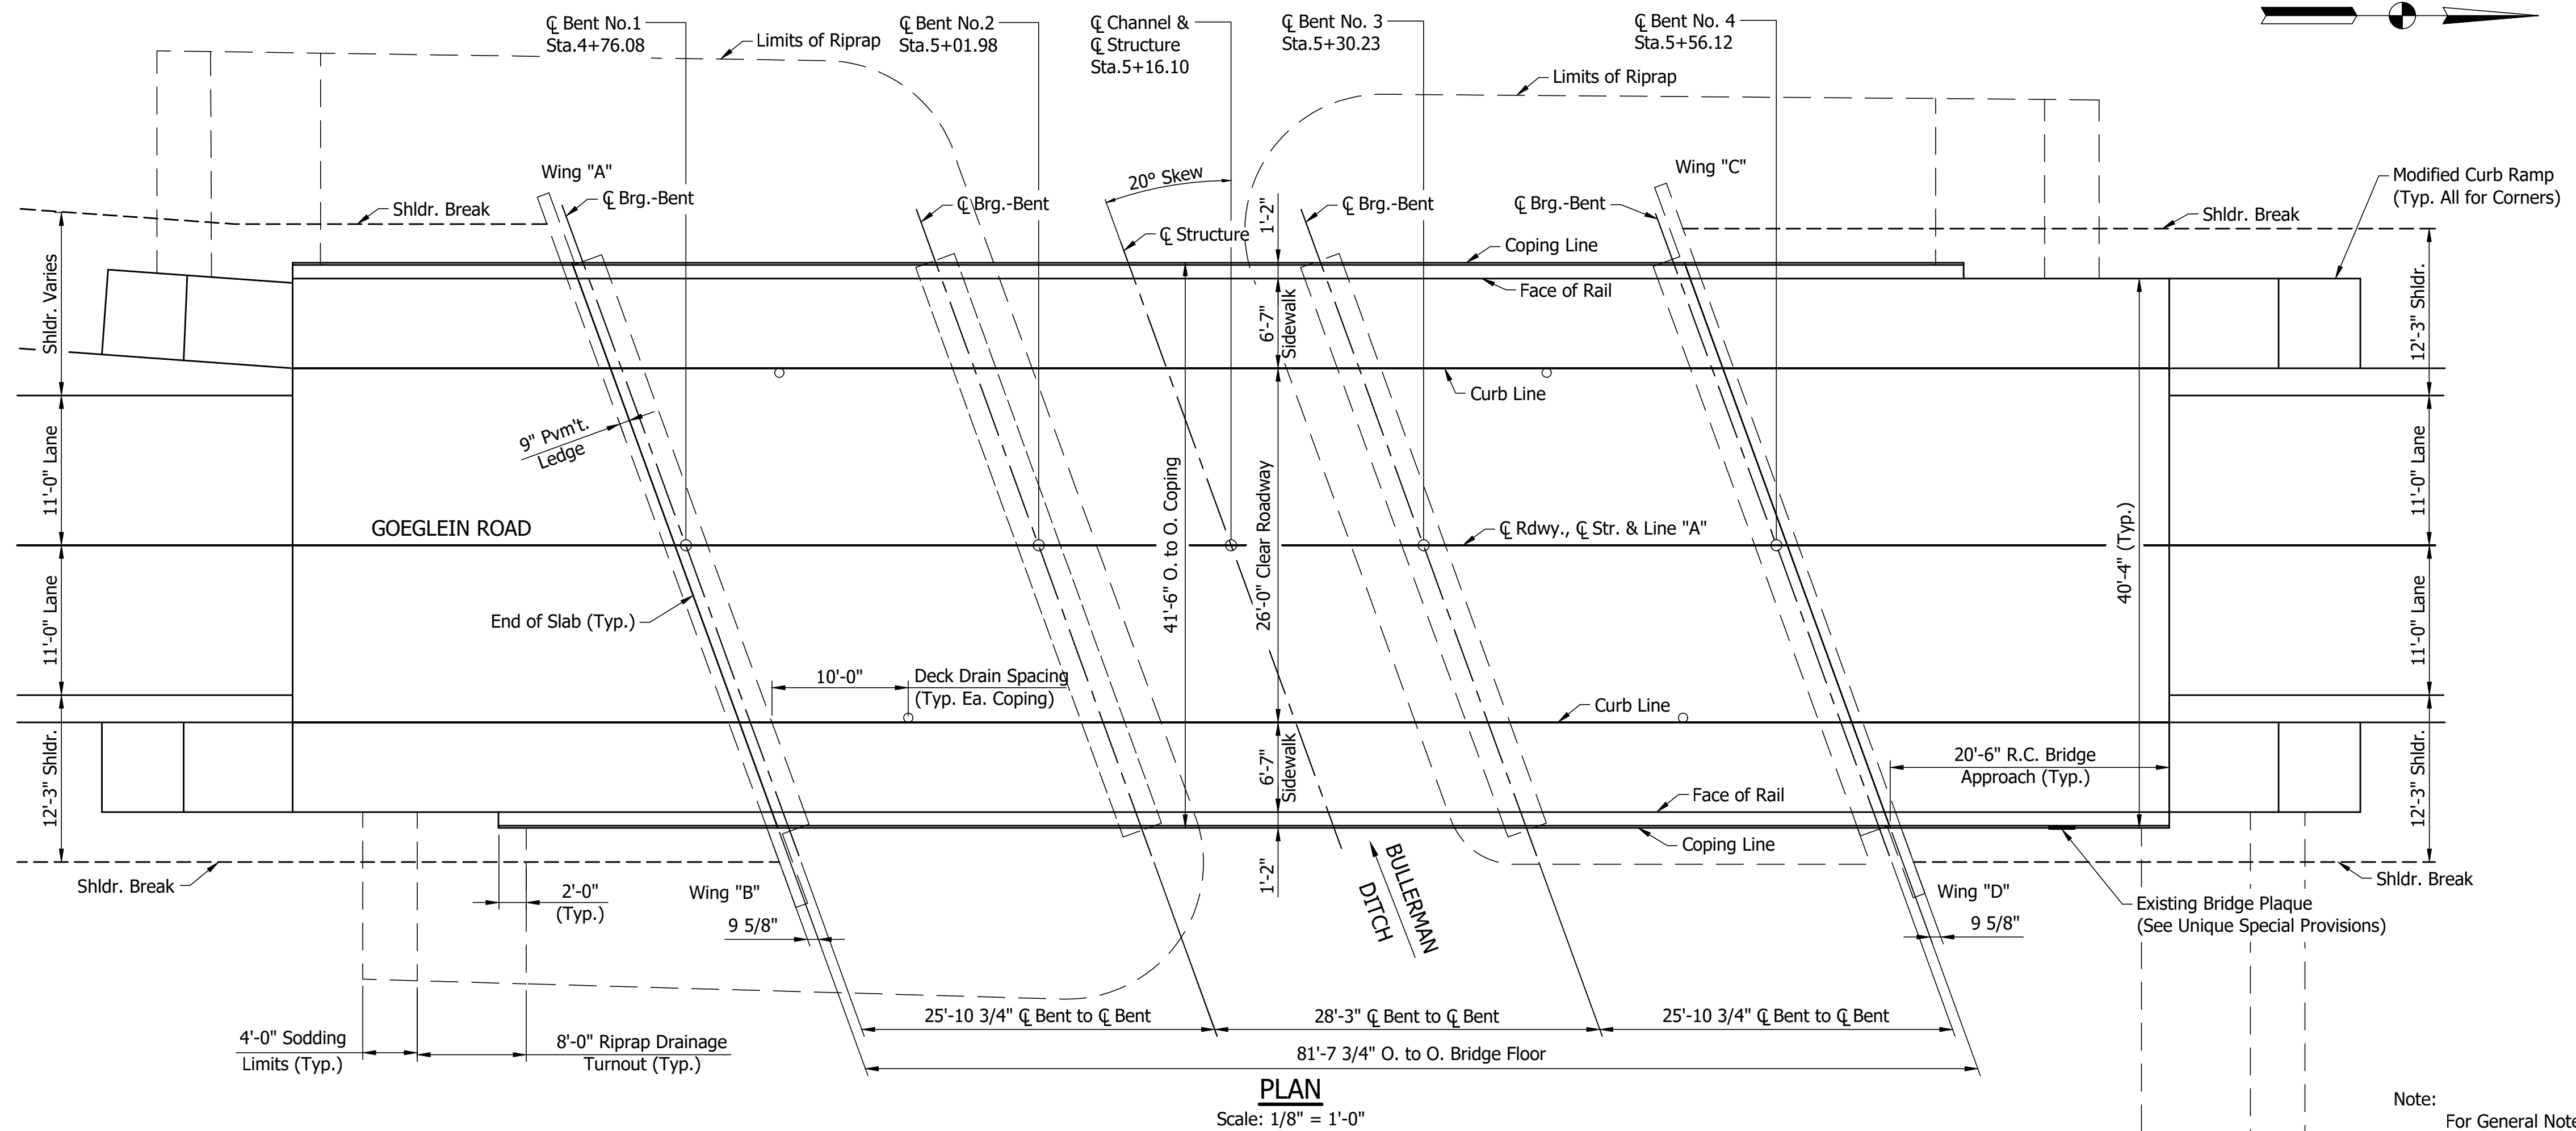 ℄ Bent No.1
Sta.4+76.08
Limits of Riprap
℄ Bent No.2
Sta.5+01.98
℄ Channel &
℄ Structure
Sta.5+16.10
℄ Bent No. 3
Sta.5+30.23
℄ Bent No. 4
Sta.5+56.12
Limits of Riprap
Wing "A"
℄ Brg.-Bent
Shldr. Break
℄ Brg.-Bent
20° Skew
℄ Structure
1'-2"
℄ Brg.-Bent
℄ Brg.-Bent
Wing "C"
Coping Line
Face of Rail
Shldr. Break
Modified Curb Ramp
(Typ. All for Corners)
Shldr. Varies
6'-7"
Sidewalk
12'-3" Shldr.
Curb Line
9" Pvm't.
Ledge
11'-0" Lane
11'-0" Lane
GOEGLEIN ROAD
41'-6" O. to O. Coping
26'-0" Clear Roadway
℄ Rdwy., ℄ Str. & Line "A"
40'-4" (Typ.)
End of Slab (Typ.)
11'-0" Lane
11'-0" Lane
10'-0"
Deck Drain Spacing
(Typ. Ea. Coping)
Curb Line
12'-3" Shldr.
6'-7"
Sidewalk
20'-6" R.C. Bridge
Approach (Typ.)
12'-3" Shldr.
Face of Rail
Coping Line
Shldr. Break
2'-0"
(Typ.)
Wing "B"
9 5/8"
1'-2"
BULLERMAN
DITCH
Wing "D"
9 5/8"
Existing Bridge Plaque
(See Unique Special Provisions)
Shldr. Break
25'-10 3/4" ℄ Bent to ℄ Bent
28'-3" ℄ Bent to ℄ Bent
25'-10 3/4" ℄ Bent to ℄ Bent
4'-0" Sodding
Limits (Typ.)
8'-0" Riprap Drainage
Turnout (Typ.)
81'-7 3/4" O. to O. Bridge Floor
PLAN
Scale: 1/8" = 1'-0"
Note:
For General Note